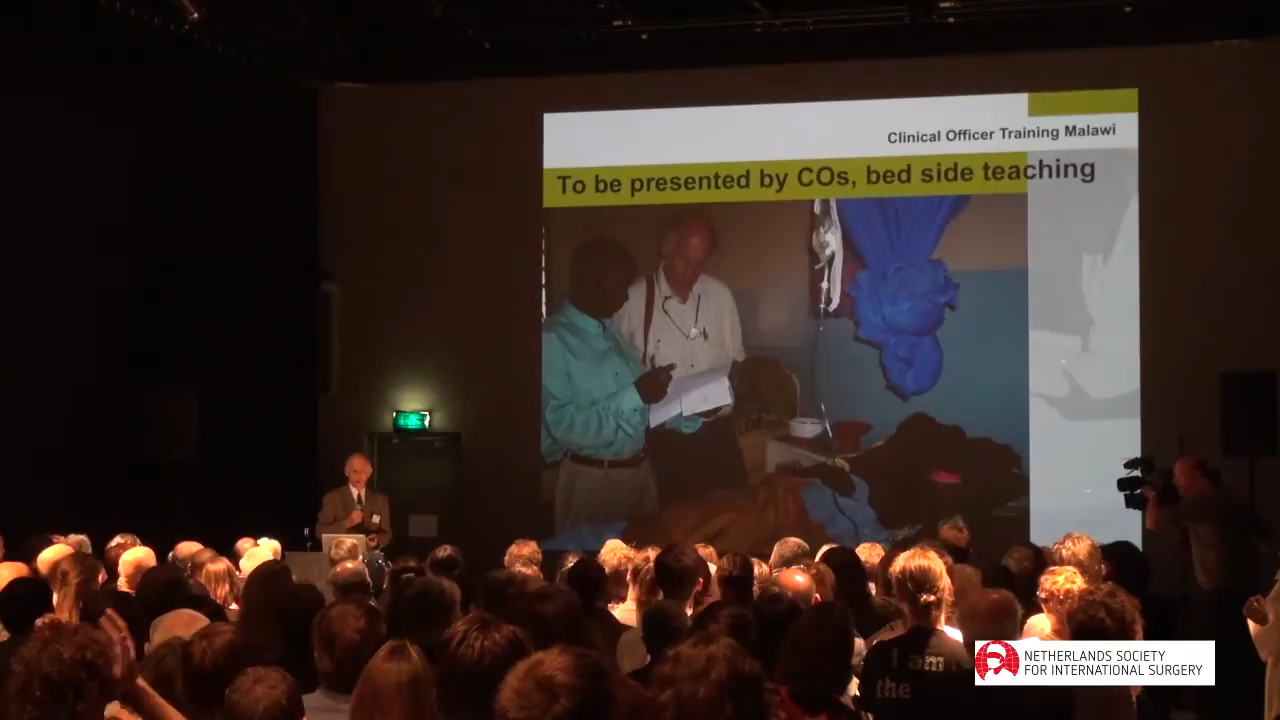 Clinical Officer Training Malawi
To be presented by COs, bed side teaching
I am
the
NETHERLANDS SOCIETY
FOR INTERNATIONAL SURGERY